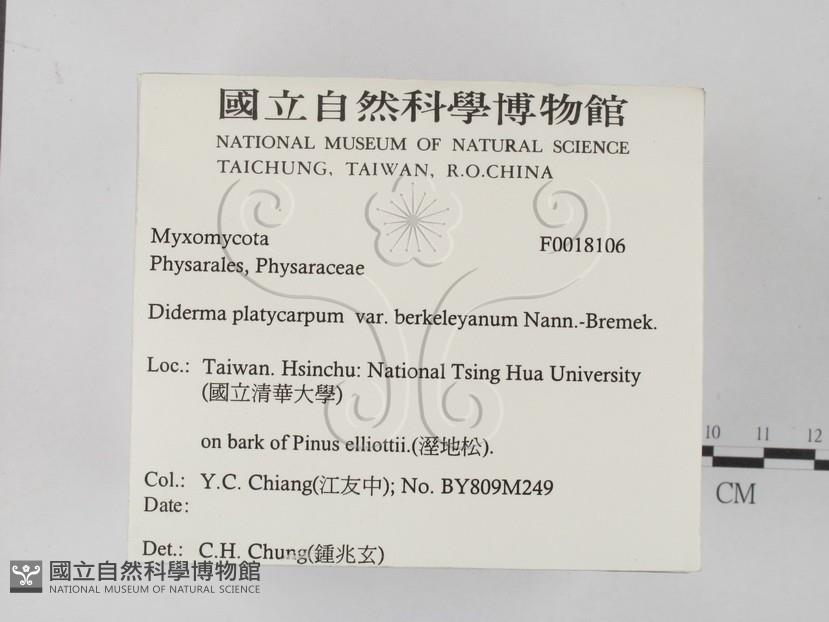 國立自然科學博物館
NATIONAL MUSEUM OF NATURAL SCIENCE
TAICHUNG, TAIWAN, R.O.CHINA
Myxomycota F0018106
Physarales, Physaraceae
Diderma platycarpum var. berkeleyanum Nann.-Bremek.
Loc.: Taiwan. Hsinchu: National Tsing Hua University
(國立清華大學)
on bark of Pinus elliottii.(溼地松).
Col.: Y.C. Chiang(江友中); No. BY809M249
Date:
Det.: C.H. Chung(鍾兆玄)
10 11 12
CM
國立自然科學博物館
NATIONAL MUSEUM OF NATURAL SCIENCE